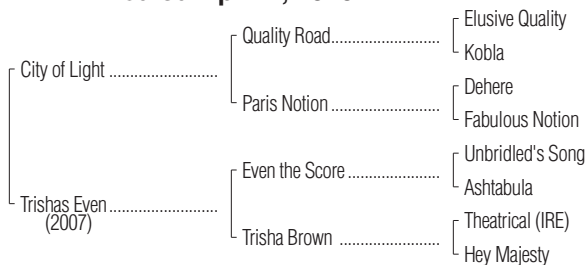 Elusive Quality
Quality Road
Kobla
City of Light
Dehere
Paris Notion
Fabulous Notion
Unbridled's Song
Even the Score
Ashtabula
Trishas Even
(2007)
Theatrical (IRE)
Trisha Brown
Hey Majesty